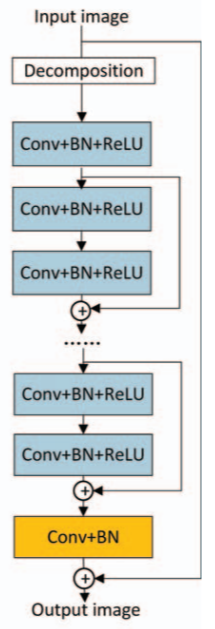 Input image
Decomposition
Conv+BN+ReLU
Conv+BN+ReLU
Conv+BN+ReLU
+
......
Conv+BN+ReLU
Conv+BN+ReLU
+
Conv+BN
+
Output image